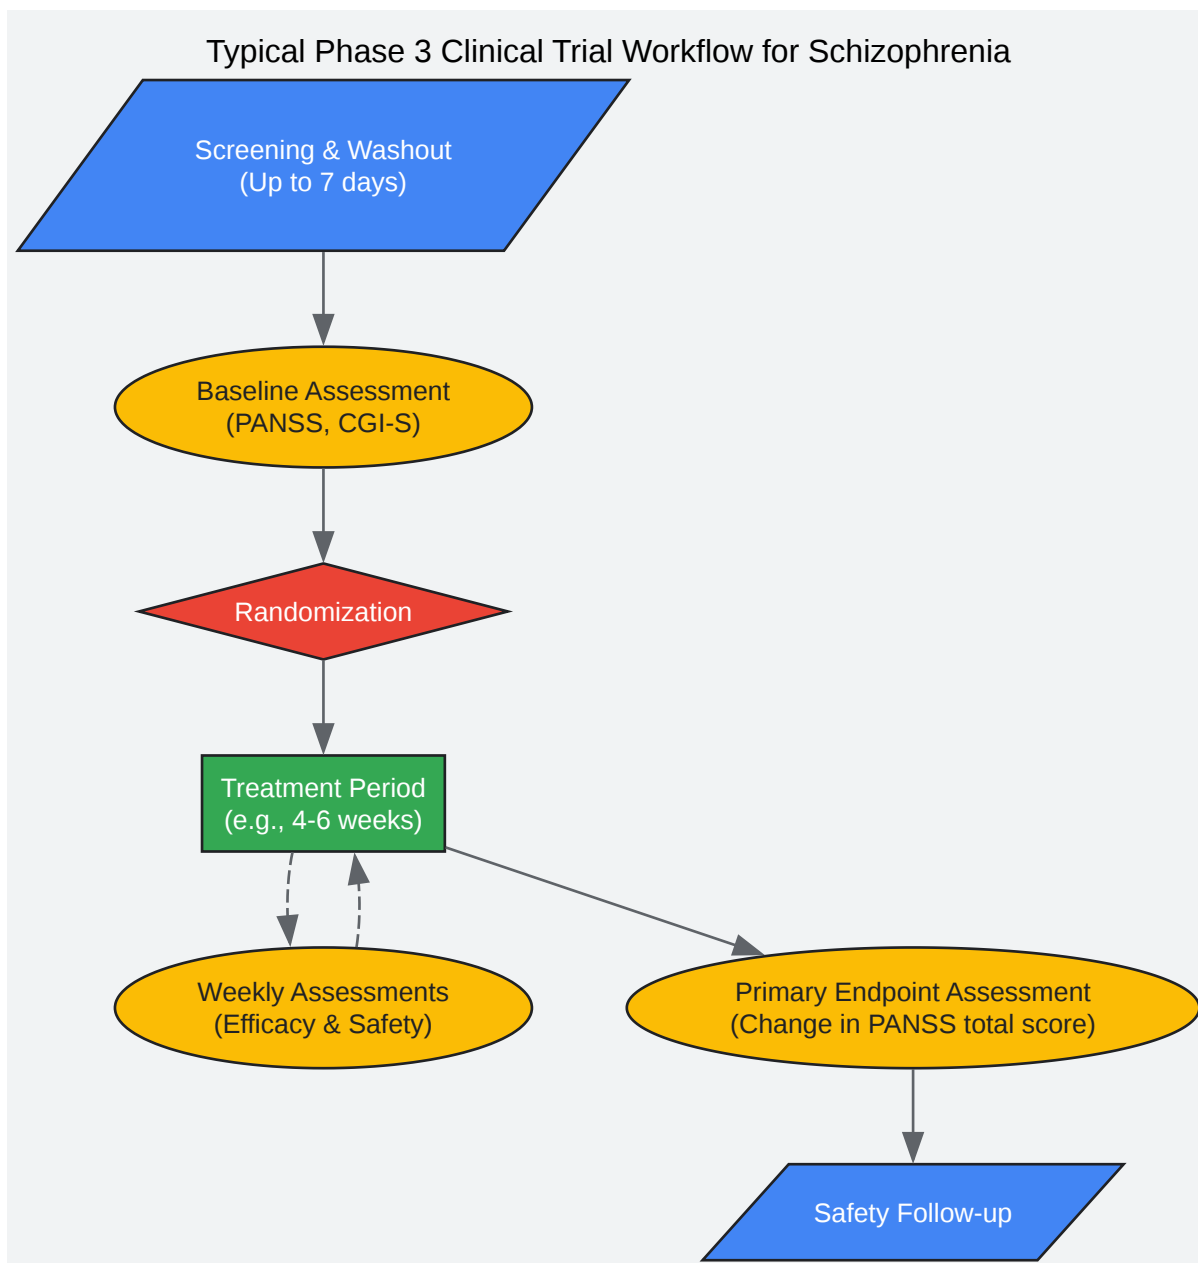 Typical Phase 3 Clinical Trial Workflow for Schizophrenia
Screening & Washout
(Up to 7 days)
Baseline Assessment
(PANSS, CGI-S)
Randomization
Treatment Period
(e.g., 4-6 weeks)
Weekly Assessments
(Efficacy & Safety)
Primary Endpoint Assessment
(Change in PANSS total score)
Safety Follow-up